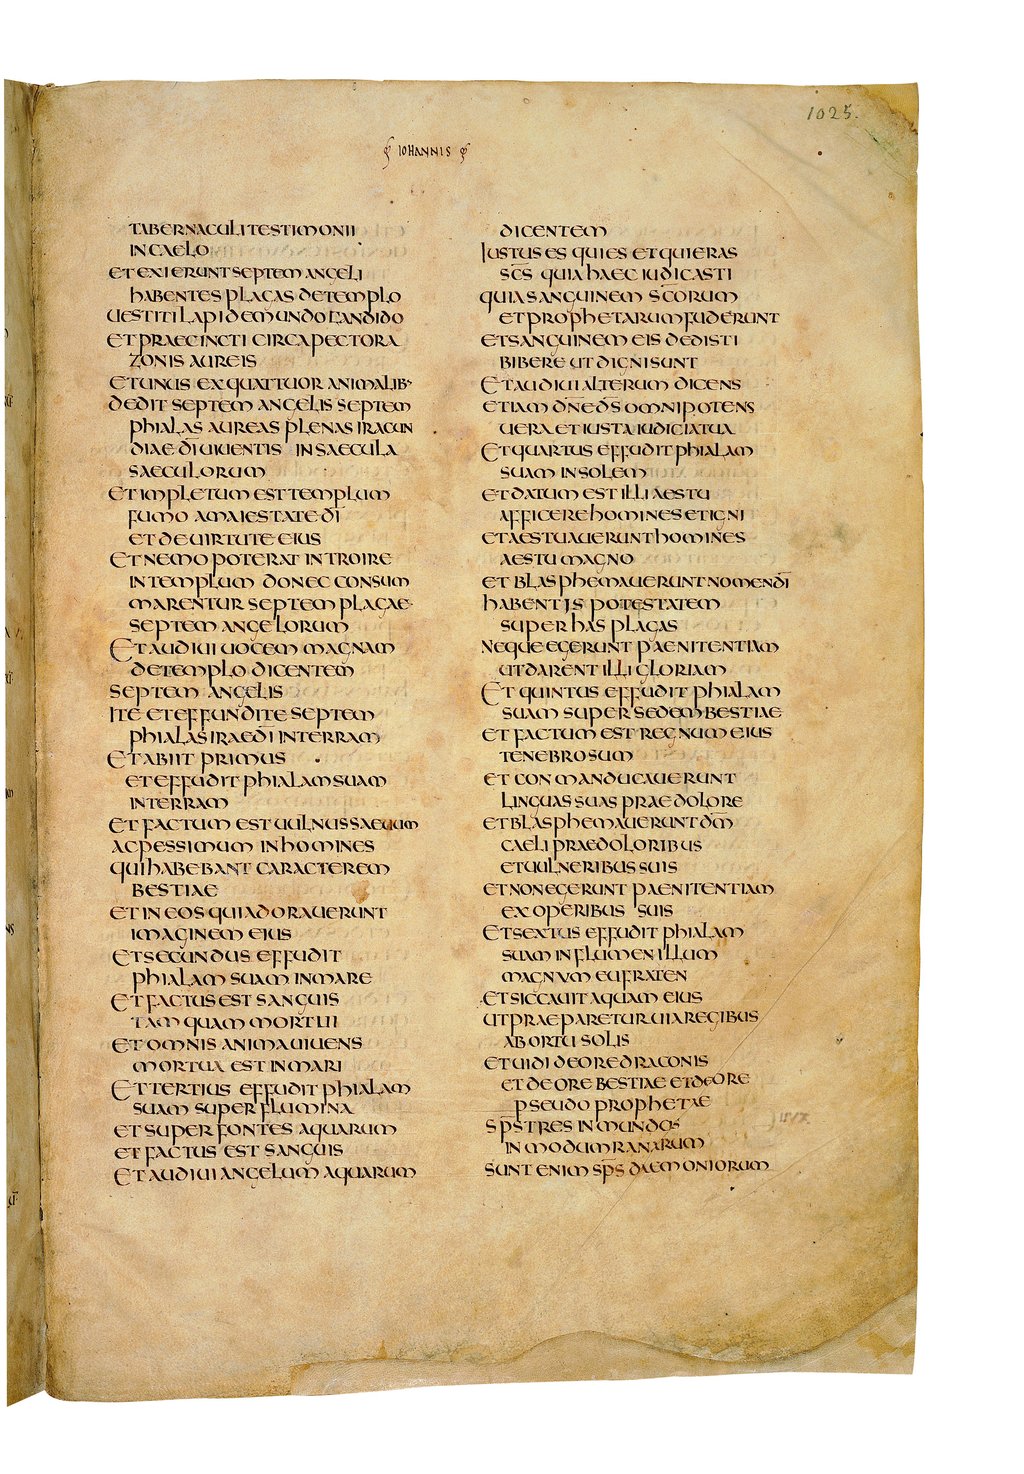 1025.
IOHANNIS
TABERNACULI TESTIMONII
IN CAELO
ET EXIERUNT SEPTEM ANGELI
HABENTES PLAGAS DE TEMPLO
UESTITI LAPIDE MUNDO CANDIDO
ET PRAECINCTI CIRCA PECTORA
ZONIS AUREIS
ET UNUS EX QUATTUOR ANIMALIB·
DEDIT SEPTEM ANGELIS SEPTEM
PHIALAS AUREAS PLENAS IRACUN
DIAE DĪ UIUENTIS IN SAECULA
SAECULORUM
ET IMPLETUM EST TEMPLUM
FUMO A MAIESTATE DĪ
ET DE UIRTUTE EIUS
ET NEMO POTERAT INTROIRE
IN TEMPLUM DONEC CONSUM
MARENTUR SEPTEM PLAGAE
SEPTEM ANGELORUM
ET AUDIUI UOCEM MAGNAM
DE TEMPLO DICENTEM
SEPTEM ANGELIS
ITE ET EFFUNDITE SEPTEM
PHIALAS IRAE DĪ IN TERRAM
ET ABIIT PRIMUS
ET EFFUDIT PHIALAM SUAM
IN TERRAM
ET FACTUM EST UULNUS SAEUUM
AC PESSIMUM IN HOMINES
QUI HABEBANT CARACTEREM
BESTIAE
ET IN EOS QUI ADORAUERUNT
IMAGINEM EIUS
ET SECUNDUS EFFUDIT
PHIALAM SUAM IN MARE
ET FACTUS EST SANGUIS
TAMQUAM MORTUI
ET OMNIS ANIMA UIUENS
MORTUA EST IN MARI
ET TERTIUS EFFUDIT PHIALAM
SUAM SUPER FLUMINA
ET SUPER FONTES AQUARUM
ET FACTUS EST SANGUIS
ET AUDIUI ANGELUM AQUARUM
DICENTEM
IUSTUS ES QUI ES ET QUI ERAS
SC̄S QUIA HAEC IUDICASTI
QUIA SANGUINEM SC̄ORUM
ET PROPHETARUM FUDERUNT
ET SANGUINEM EIS DEDISTI
BIBERE UT DIGNI SUNT
ET AUDIUI ALTERUM DICENS
ETIAM DN̄E DS̄ OMNIPOTENS
UERA ET IUSTA IUDICIA TUA
ET QUARTUS EFFUDIT PHIALAM
SUAM IN SOLEM
ET DATUM EST ILLI AESTU
AFFICERE HOMINES ET IGNI
ET AESTUAUERUNT HOMINES
AESTU MAGNO
ET BLASPHEMAUERUNT NOMEN DĪ
HABENTIS POTESTATEM
SUPER HAS PLAGAS
NEQUE EGERUNT PAENITENTIAM
UT DARENT ILLI GLORIAM
ET QUINTUS EFFUDIT PHIALAM
SUAM SUPER SEDEM BESTIAE
ET FACTUM EST REGNUM EIUS
TENEBROSUM
ET CONMANDUCAUERUNT
LINGUAS SUAS PRAE DOLORE
ET BLASPHEMAUERUNT DM̄
CAELI PRAE DOLORIBUS
ET UULNERIBUS SUIS
ET NON EGERUNT PAENITENTIAM
EX OPERIBUS SUIS
ET SEXTUS EFFUDIT PHIALAM
SUAM IN FLUMEN ILLUM
MAGNUM EUFRATEN
ET SICCAUIT AQUAM EIUS
UT PRAEPARETUR UIA REGIBUS
AB ORTU SOLIS
ET UIDI DE ORE DRACONIS
ET DE ORE BESTIAE ET DE ORE
PSEUDOPROPHETAE
SPS̄ TRES INMUNDOS
IN MODUM RANARUM
SUNT ENIM SPS̄ DAEMONIORUM